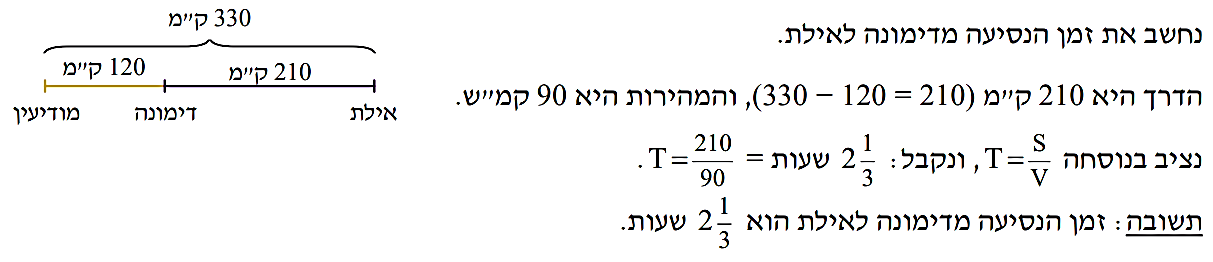 330 ק״מ
120 ק״מ 210 ק״מ
מודיעין דימונה אילת
נחשב את זמן הנסיעה מדימונה לאילת.
הדרך היא 210 ק״מ (330 − 120 = 210), והמהירות היא 90 קמ״ש.
נציב בנוסחה T = S/V, ונקבל: T = 210/90 = 2 1/3 שעות.
תשובה: זמן הנסיעה מדימונה לאילת הוא 2 1/3 שעות.